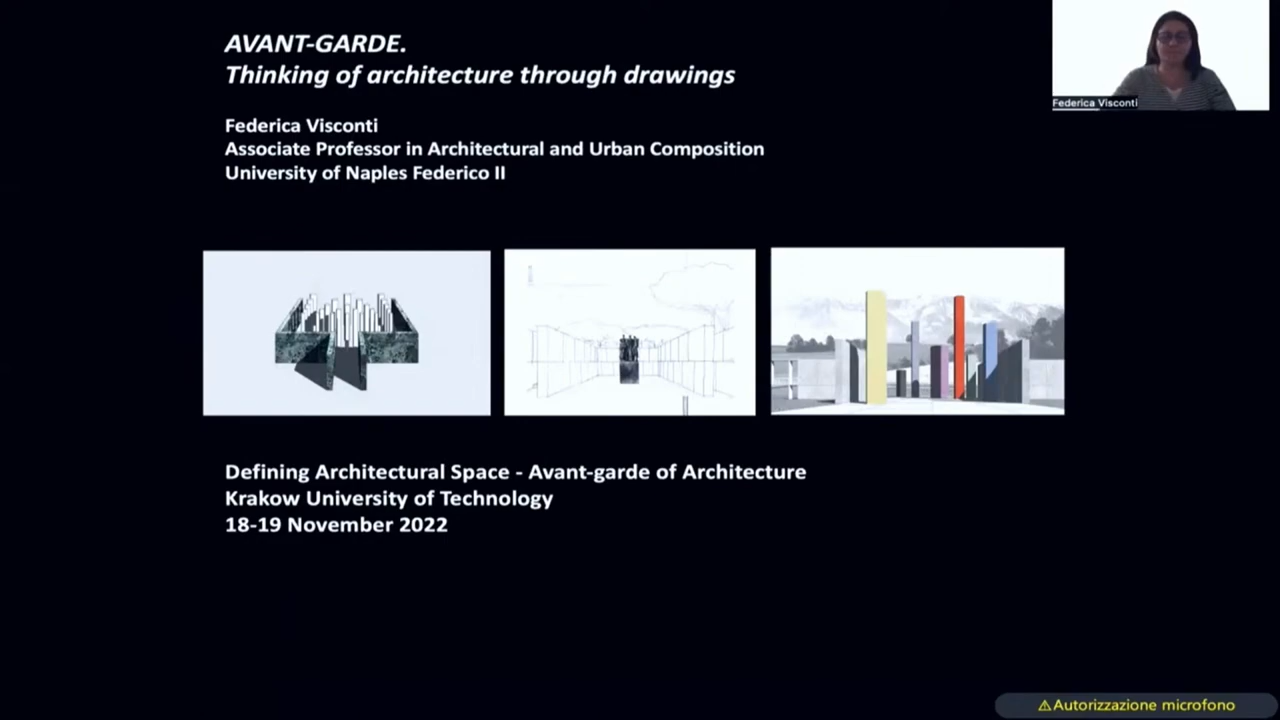 AVANT-GARDE.
Thinking of architecture through drawings
Federica Visconti
Associate Professor in Architectural and Urban Composition
University of Naples Federico II
Federica Visconti
Defining Architectural Space - Avant-garde of Architecture
Krakow University of Technology
18-19 November 2022
⚠Autorizzazione microfono